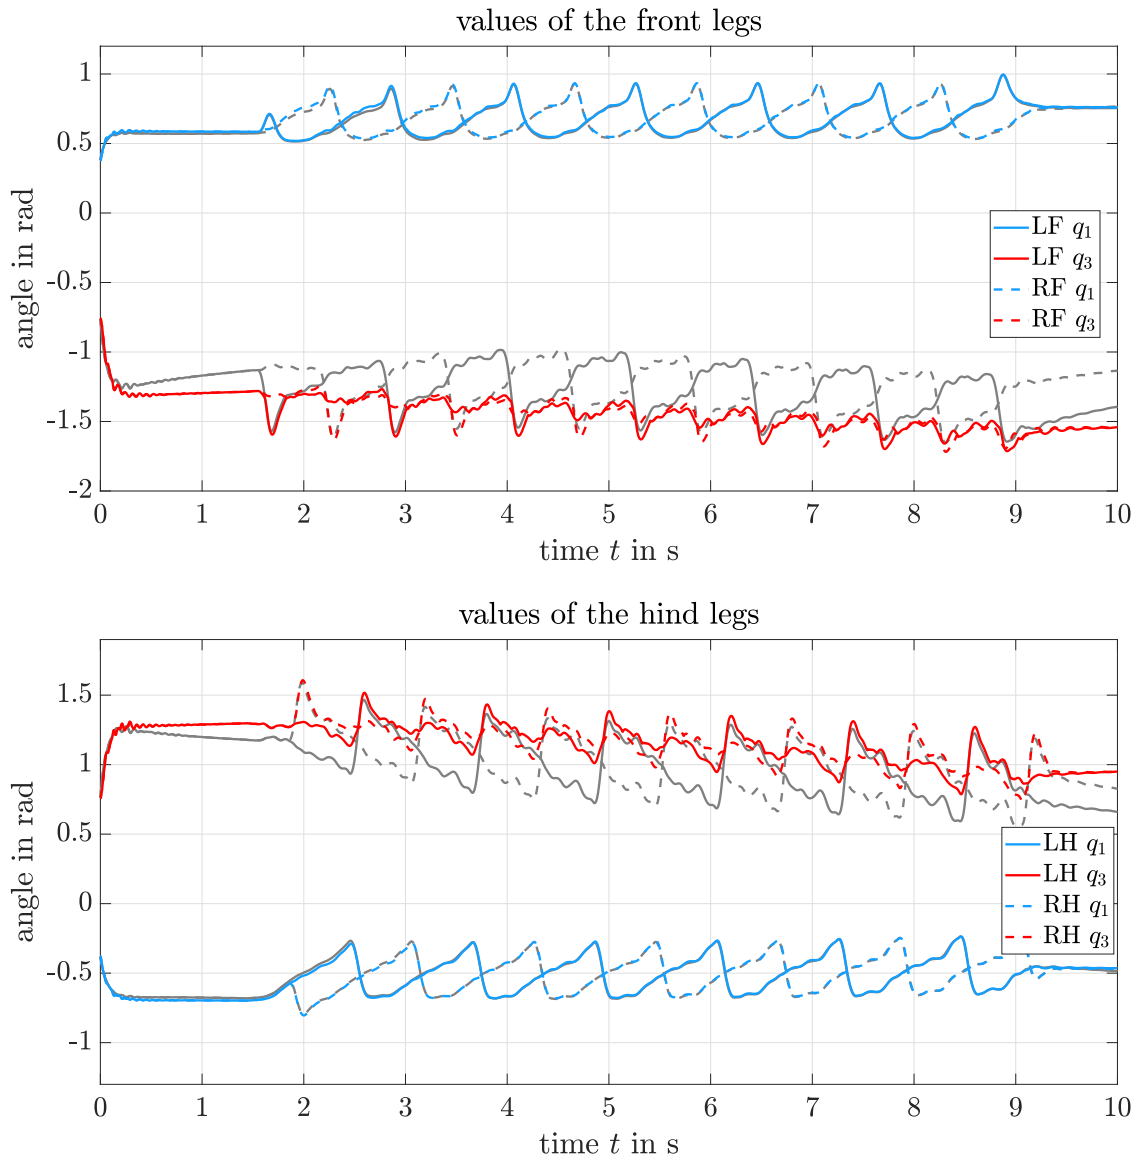 values of the front legs
1
0.5
0
-0.5
-1
-1.5
-2
angle in rad
LF q1
LF q3
RF q1
RF q3
0 1 2 3 4 5 6 7 8 9 10
time t in s
values of the hind legs
1.5
1
0.5
0
-0.5
-1
angle in rad
LH q1
LH q3
RH q1
RH q3
0 1 2 3 4 5 6 7 8 9 10
time t in s